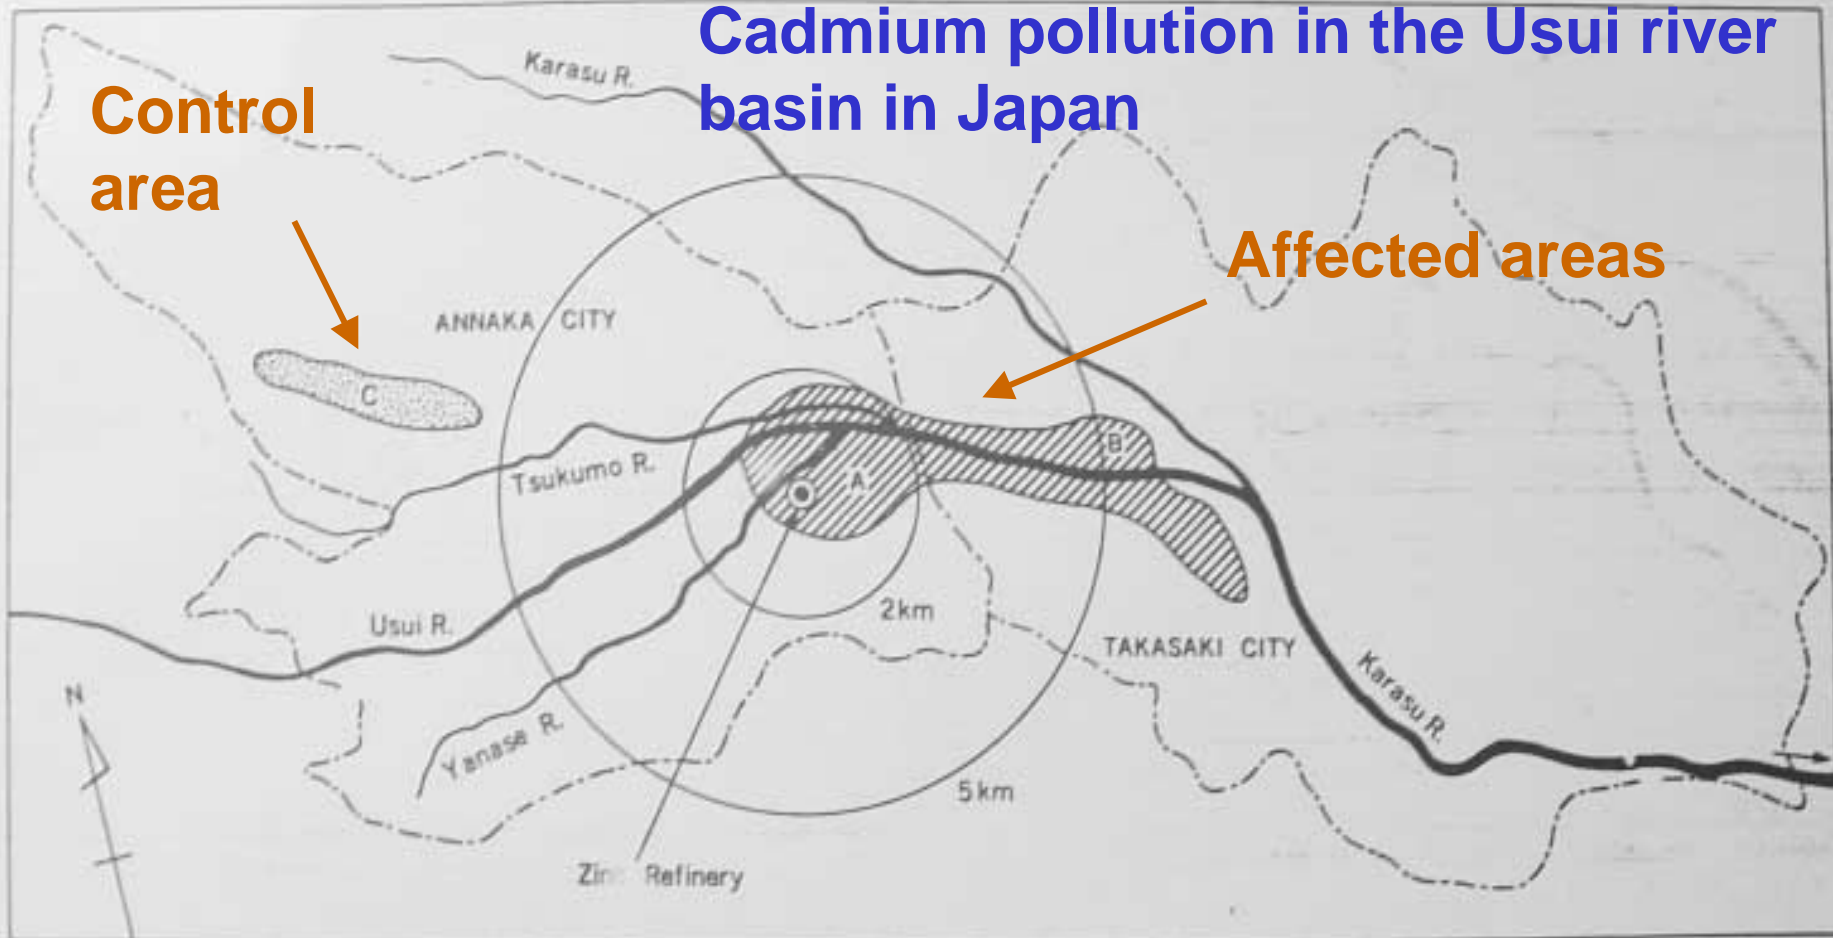 Cadmium pollution in the Usui river
basin in Japan
Karasu R.
Control
area
Affected areas
ANNAKA CITY
C
B
Tsukumo R.
A
2km
Usui R.
TAKASAKI CITY
Karasu R.
N
Yanase R.
5km
Refinery